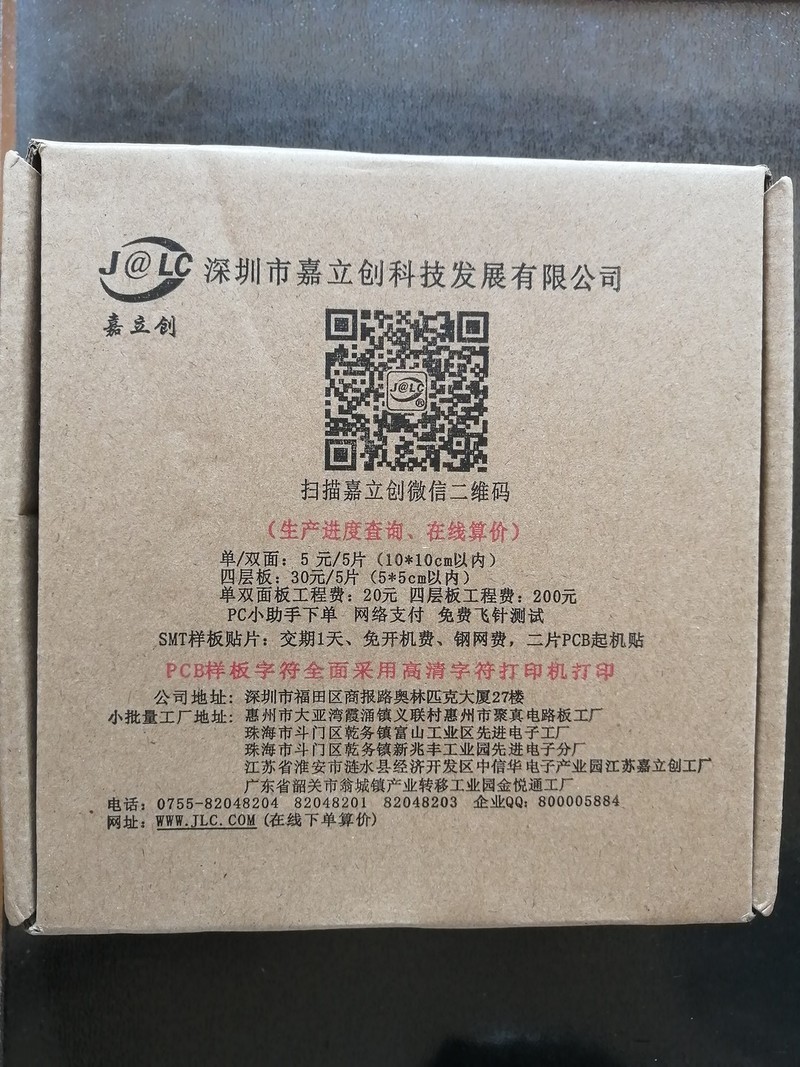 J@LC 深圳市嘉立创科技发展有限公司
嘉立创
J@LC®
扫描嘉立创微信二维码
(生产进度查询、在线算价)
单/双面：5 元/5片（10*10cm以内）
四层板：30元/5片（5*5cm以内）
单双面板工程费：20元 四层板工程费：200元
PC小助手下单 网络支付 免费飞针测试
SMT样板贴片：交期1天、免开机费、钢网费，二片PCB起机贴
PCB样板字符全面采用高清字符打印机打印
公司地址：深圳市福田区商报路奥林匹克大厦27楼
小批量工厂地址：惠州市大亚湾霞涌镇义联村惠州市聚真电路板工厂
珠海市斗门区乾务镇富山工业区先进电子工厂
珠海市斗门区乾务镇新兆丰工业园先进电子分厂
江苏省淮安市涟水县经济开发区中信华电子产业园江苏嘉立创工厂
广东省韶关市翁城镇产业转移工业园金悦通工厂
电话：0755-82048204 82048201 82048203 企业QQ：800005884
网址：WWW.JLC.COM (在线下单算价)